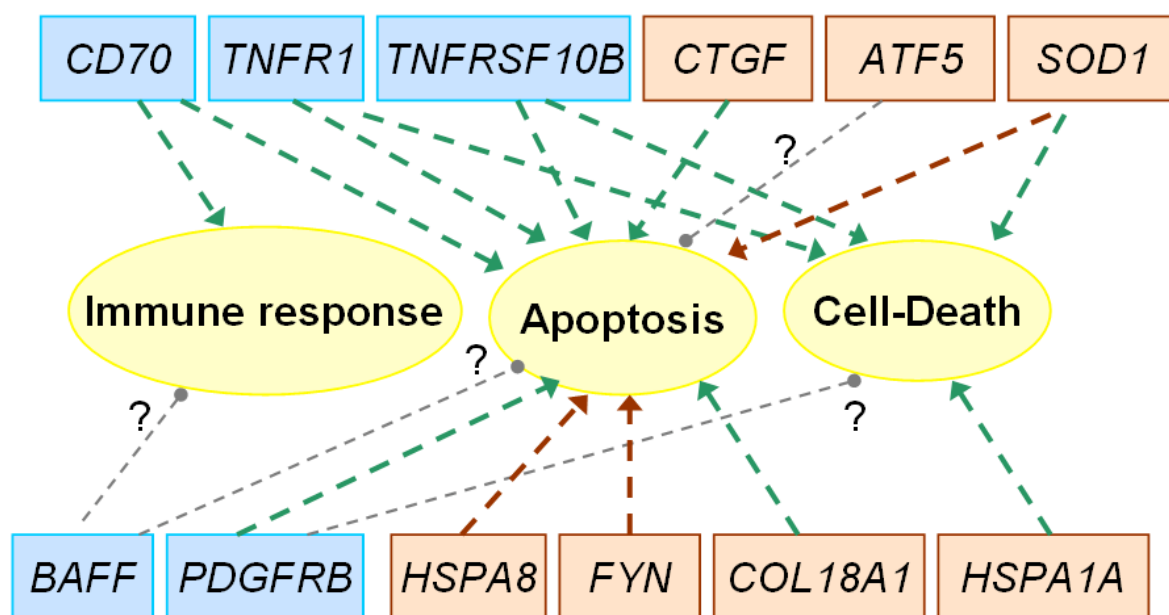 CD70 TNFR1 TNFRSF10B CTGF ATF5 SOD1
?
Immune response Apoptosis Cell-Death
?
? ?
BAFF PDGFRB HSPA8 FYN COL18A1 HSPA1A